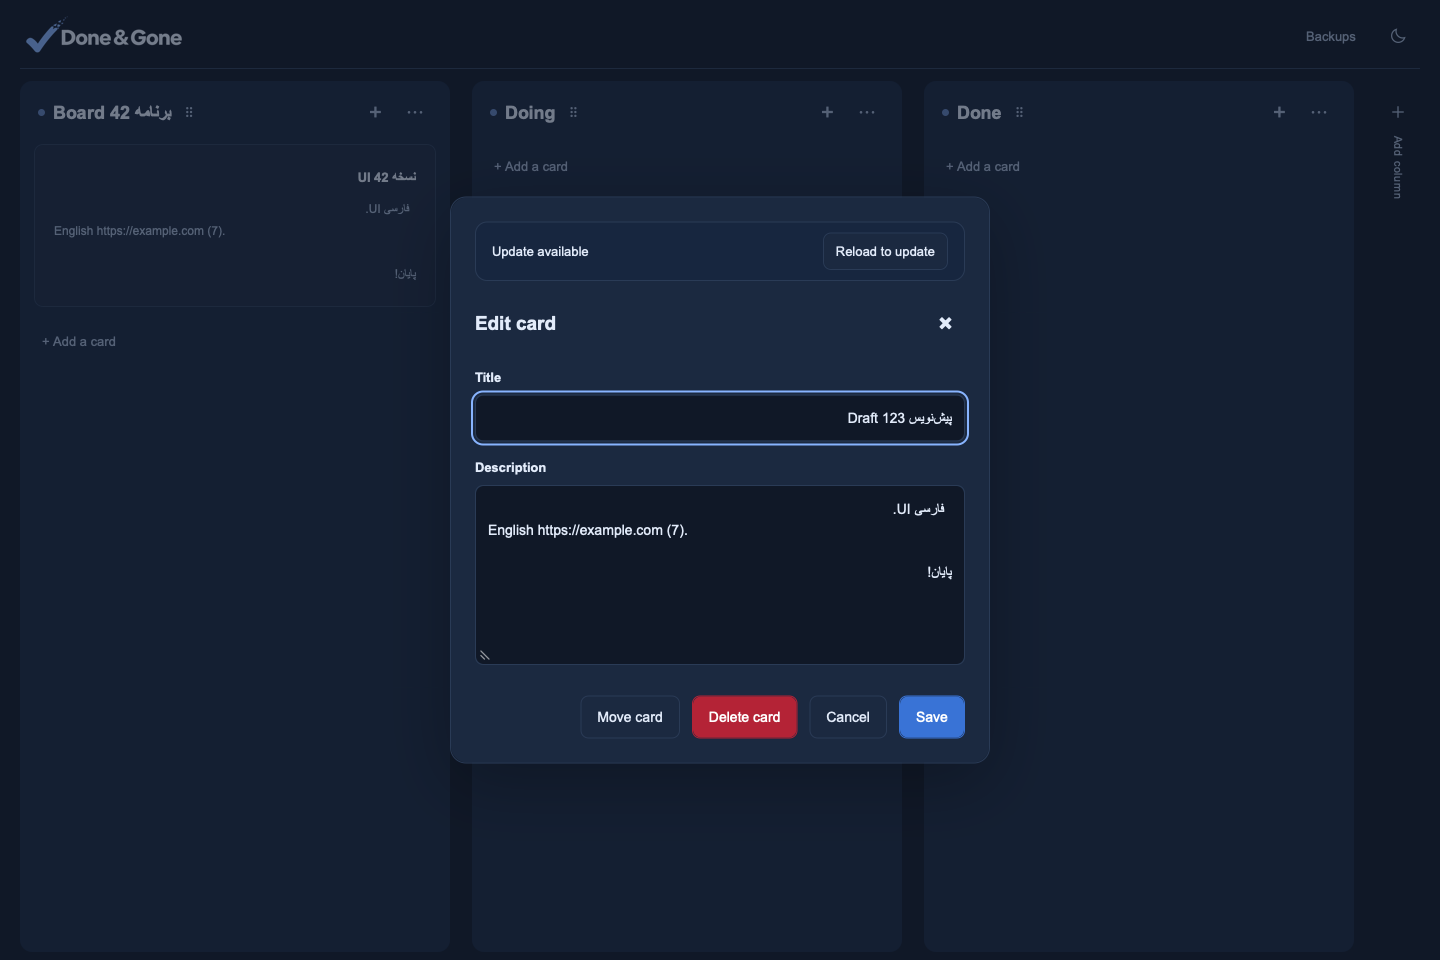 Done & Gone
Backups
Board 42 برنامه
نسخه UI 42
فارسی UI.
English https://example.com (7).
پایان!
+ Add a card
Doing
+ Add a card
Done
+ Add a card
Add column
Update available
Reload to update
Edit card
Title
پیش‌نویس Draft 123
Description
فارسی UI.
English https://example.com (7).
پایان!
Move card
Delete card
Cancel
Save